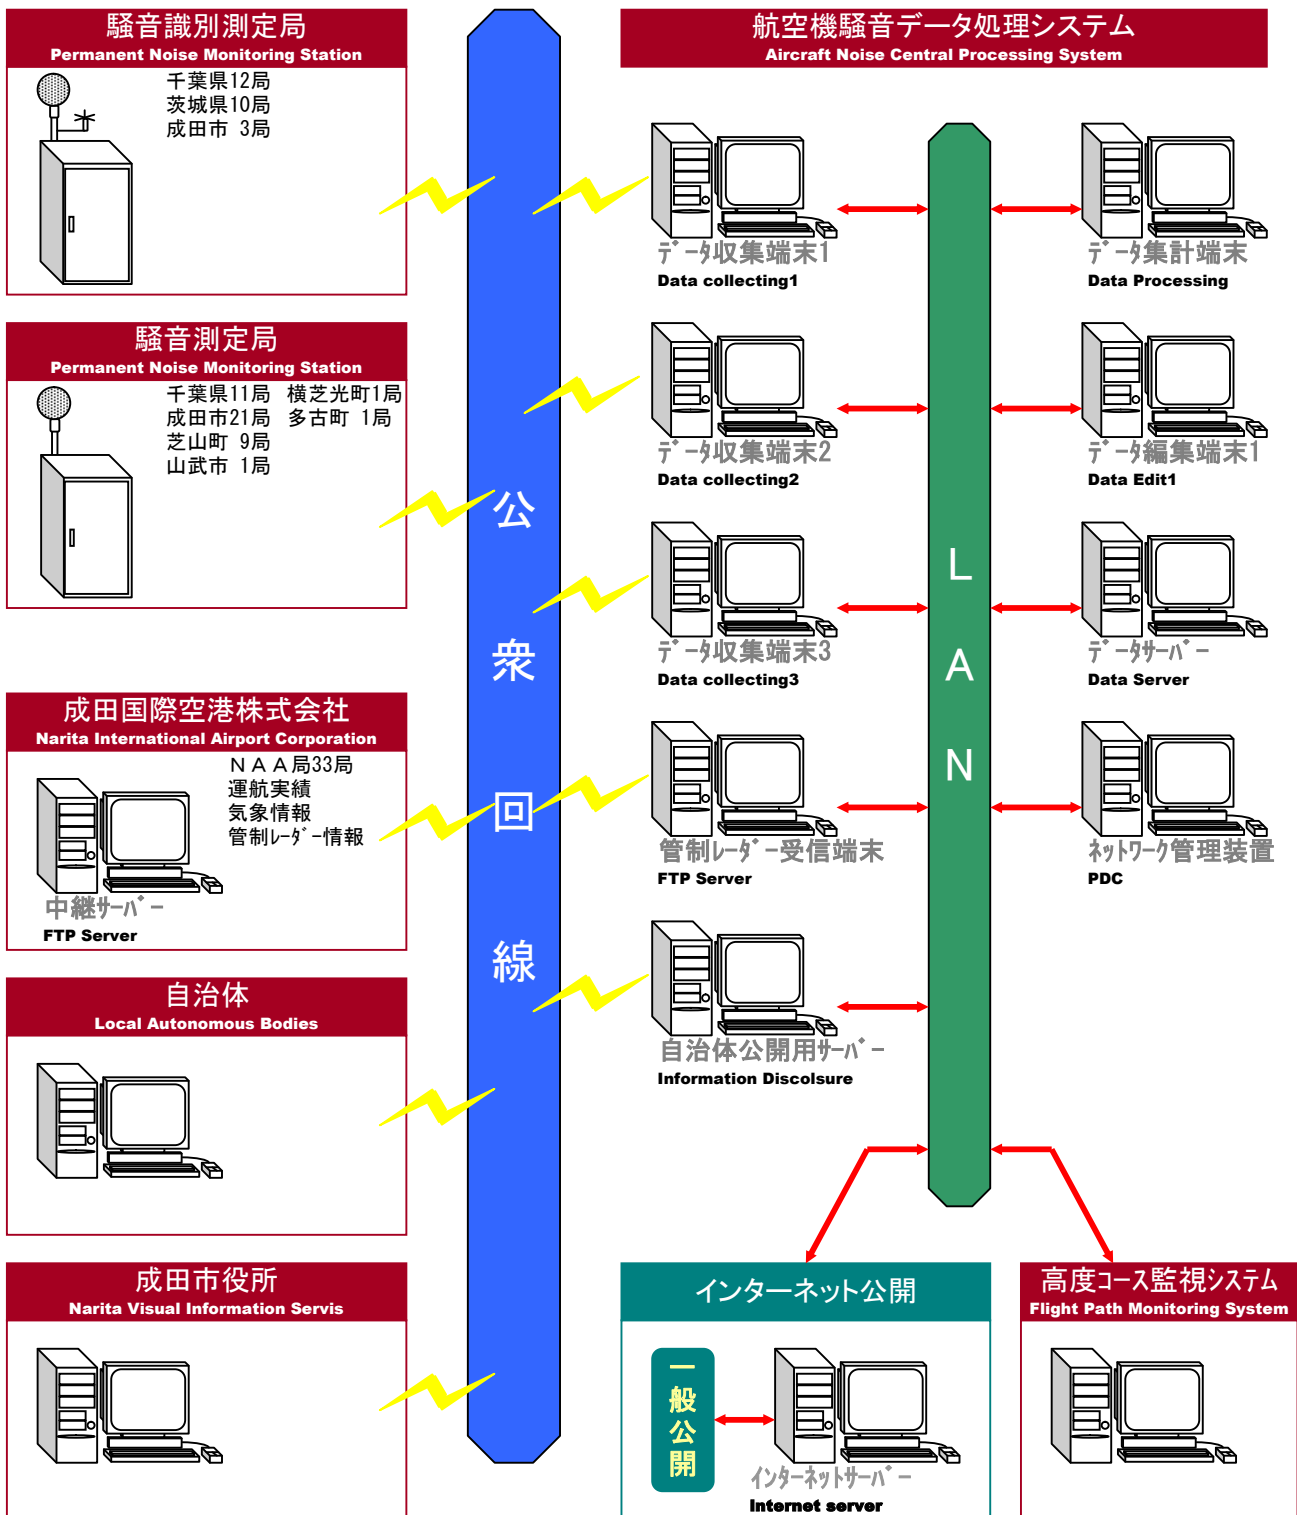 騒音識別測定局
Permanent Noise Monitoring Station
千葉県12局
茨城県10局
成田市 3局
騒音測定局
Permanent Noise Monitoring Station
千葉県11局 横芝光町1局
成田市21局 多古町 1局
芝山町 9局
山武市 1局
成田国際空港株式会社
Narita International Airport Corporation
ＮＡＡ局33局
運航実績
気象情報
管制ﾚｰﾀﾞｰ情報
中継ｻｰﾊﾞｰ
FTP Server
自治体
Local Autonomous Bodies
成田市役所
Narita Visual Information Servis
公衆回線
航空機騒音データ処理システム
Aircraft Noise Central Processing System
ﾃﾞｰﾀ収集端末1
Data collecting1
ﾃﾞｰﾀ収集端末2
Data collecting2
ﾃﾞｰﾀ収集端末3
Data collecting3
管制ﾚｰﾀﾞｰ受信端末
FTP Server
自治体公開用ｻｰﾊﾞｰ
Information Discolsure
ＬＡＮ
ﾃﾞｰﾀ集計端末
Data Processing
ﾃﾞｰﾀ編集端末1
Data Edit1
ﾃﾞｰﾀｻｰﾊﾞｰ
Data Server
ﾈｯﾄﾜｰｸ管理装置
PDC
インターネット公開
一般公開
ｲﾝﾀｰﾈｯﾄｻｰﾊﾞｰ
Internet server
高度ｺｰｽ監視ｼｽﾃﾑ
Flight Path Monitoring System